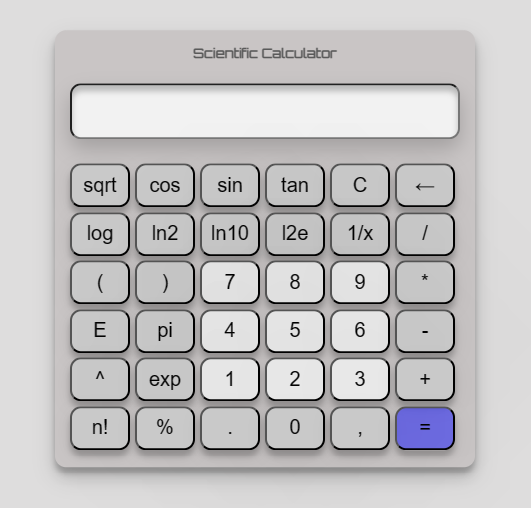 Scientific Calculator
sqrt cos sin tan C ←
log ln2 ln10 l2e 1/x /
( ) 7 8 9 *
E pi 4 5 6 -
^ exp 1 2 3 +
n! % . 0 , =